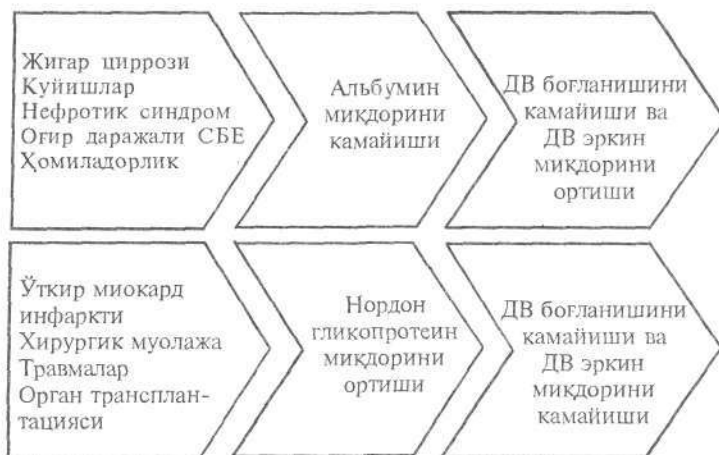 Жигар циррози
Куйишлар
Нефротик синдром
Оғир даражали СБЕ
Ҳомиладорлик
Альбумин
миқдорини
камайиши
ДВ боғланишини
камайиши ва
ДВ эркин
миқдорини
ортиши
Ўткир миокард
инфаркти
Хирургик муолажа
Травмалар
Орган трансплан-
тацияси
Нордон
гликопротеин
миқдорини
ортиши
ДВ боғланишини
камайиши ва
ДВ эркин
миқдорини
камайиши